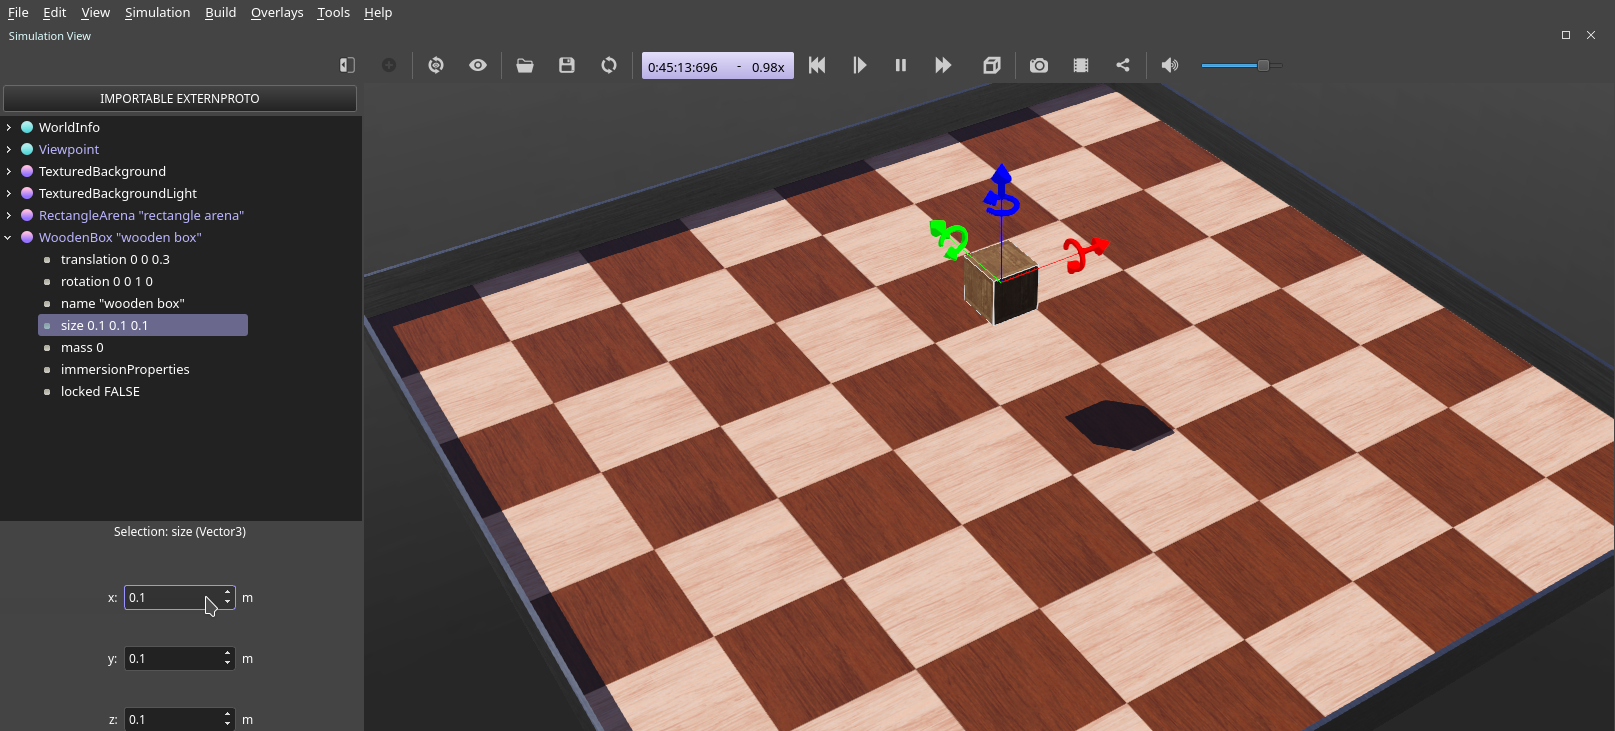 File Edit View Simulation Build Overlays Tools Help
Simulation View
0:45:13:696 - 0.98x
IMPORTABLE EXTERNPROTO
WorldInfo
Viewpoint
TexturedBackground
TexturedBackgroundLight
RectangleArena "rectangle arena"
WoodenBox "wooden box"
translation 0 0 0.3
rotation 0 0 1 0
name "wooden box"
size 0.1 0.1 0.1
mass 0
immersionProperties
locked FALSE
Selection: size (Vector3)
x: 0.1 m
y: 0.1 m
z: 0.1 m